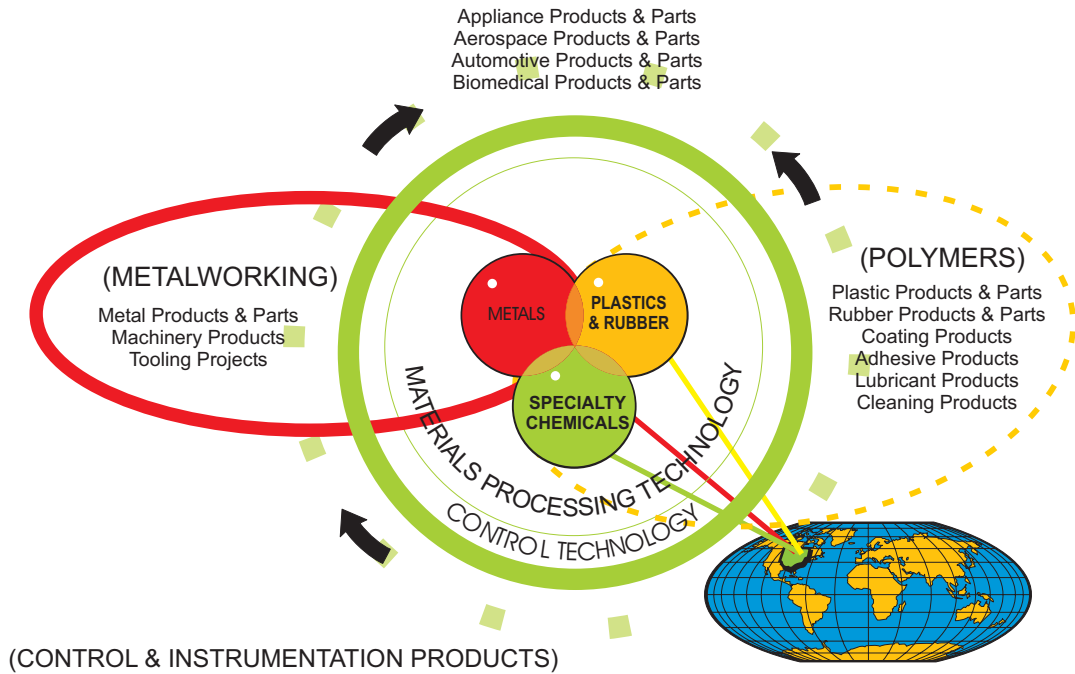 Appliance Products & Parts
Aerospace Products & Parts
Automotive Products & Parts
Biomedical Products & Parts
(METALWORKING)
Metal Products & Parts
Machinery Products
Tooling Projects
METALS
PLASTICS
& RUBBER
SPECIALTY
CHEMICALS
(POLYMERS)
Plastic Products & Parts
Rubber Products & Parts
Coating Products
Adhesive Products
Lubricant Products
Cleaning Products
MATERIALS PROCESSING TECHNOLOGY
CONTROL TECHNOLOGY
(CONTROL & INSTRUMENTATION PRODUCTS)